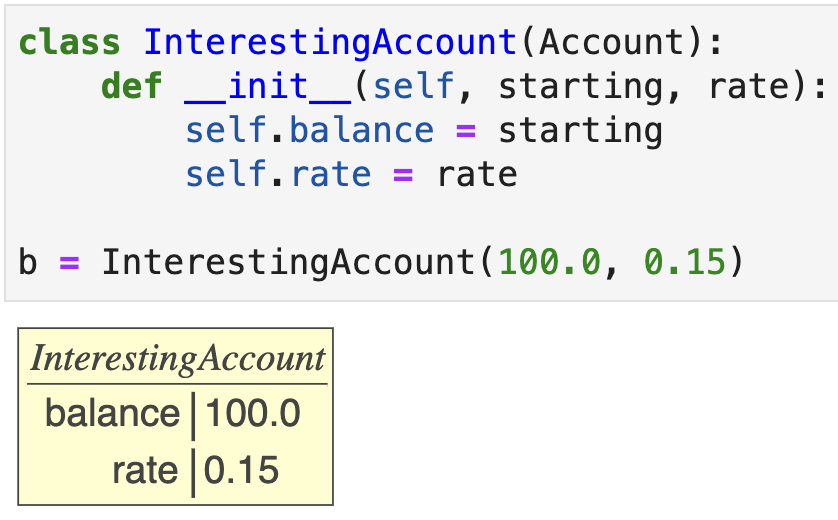 class InterestingAccount(Account):
    def __init__(self, starting, rate):
        self.balance = starting
        self.rate = rate
b = InterestingAccount(100.0, 0.15)
InterestingAccount
balance 100.0
rate 0.15